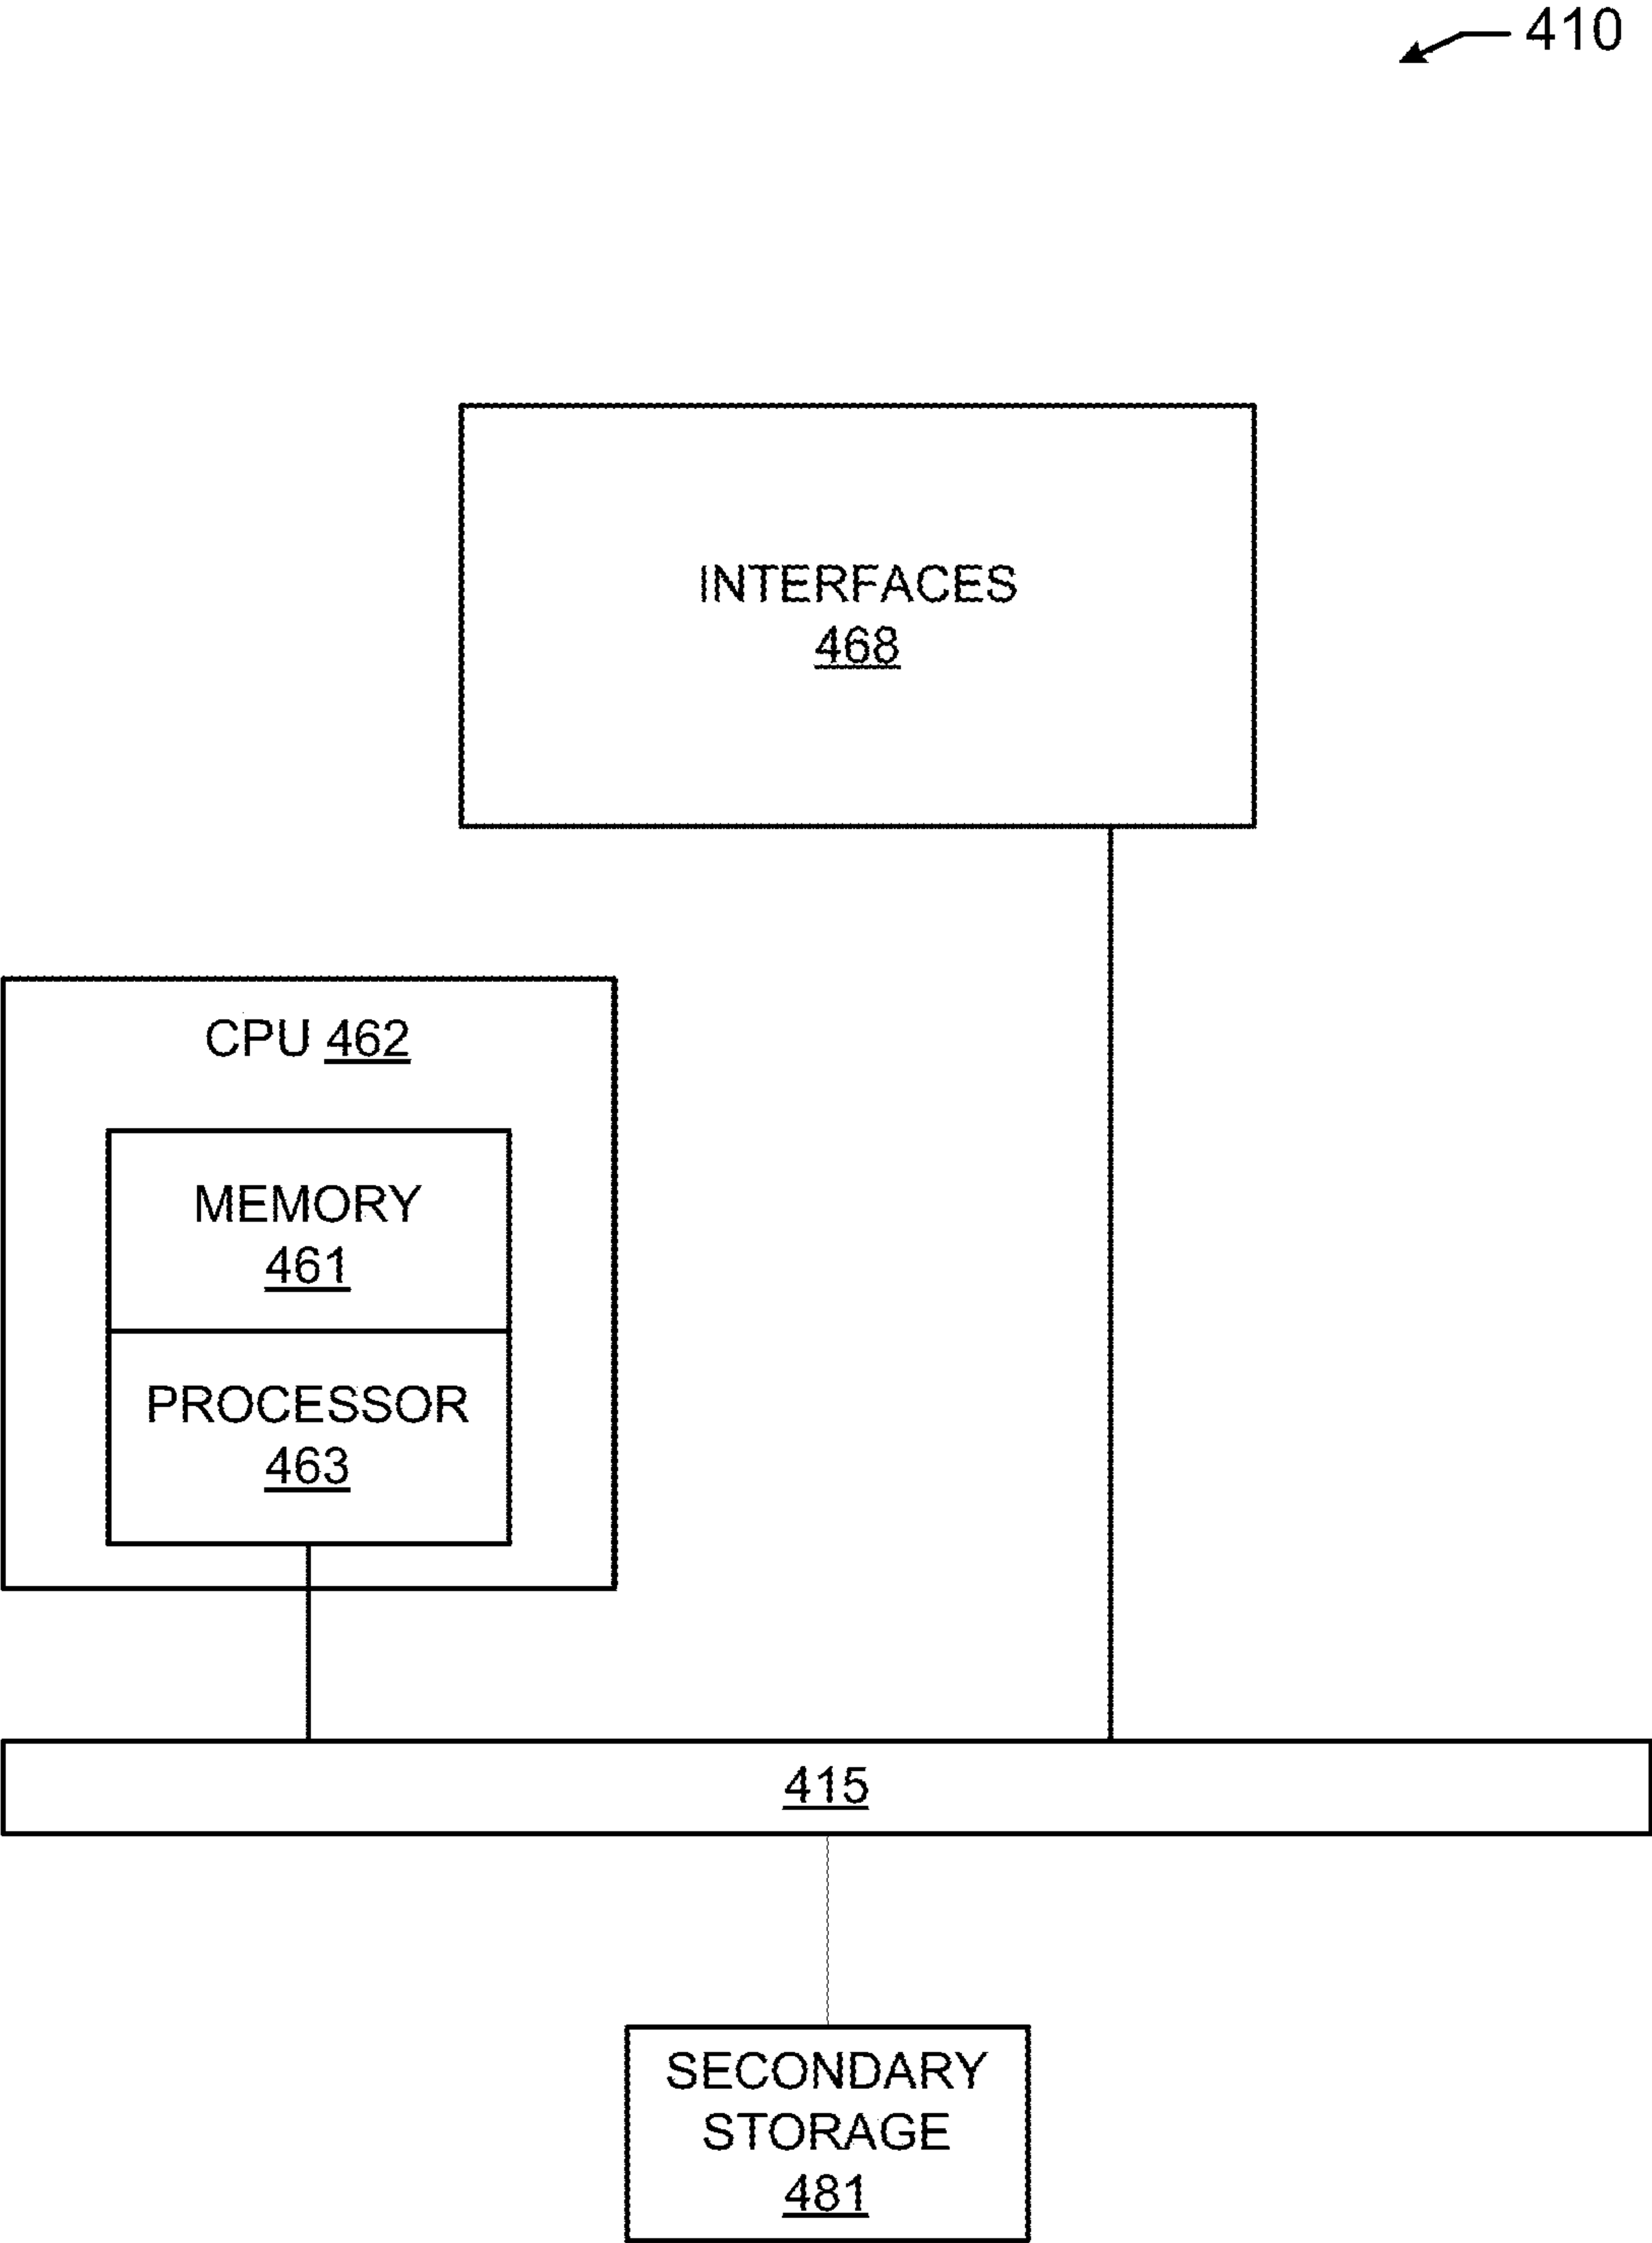 410
INTERFACES
468
CPU 462
MEMORY
461
PROCESSOR
463
415
SECONDARY
STORAGE
481